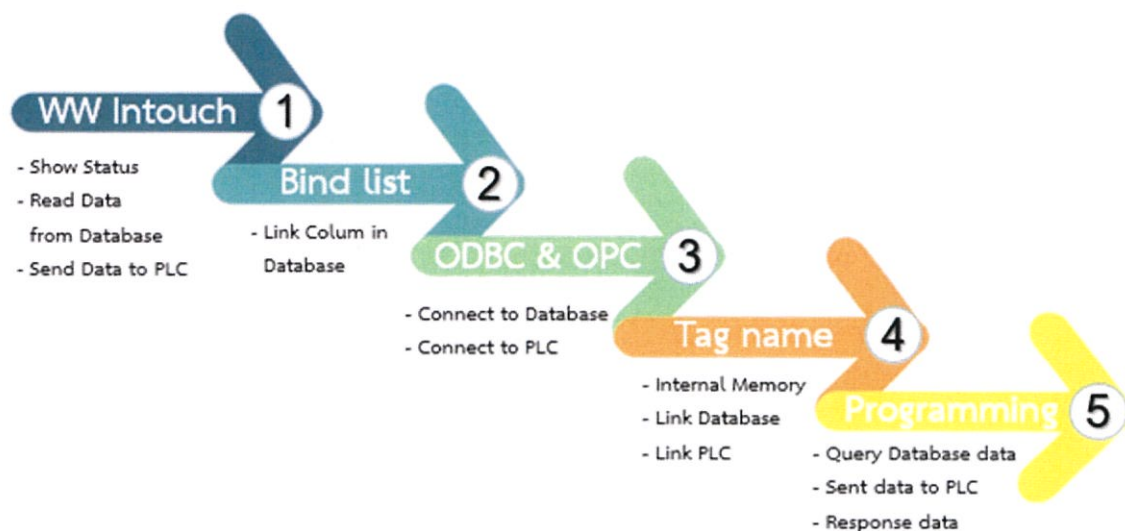 WW Intouch 1
- Show Status
- Read Data
from Database
- Send Data to PLC
Bind list 2
- Link Colum in
Database
ODBC & OPC 3
- Connect to Database
- Connect to PLC
Tag name 4
- Internal Memory
- Link Database
- Link PLC
Programming 5
- Query Database data
- Sent data to PLC
- Response data